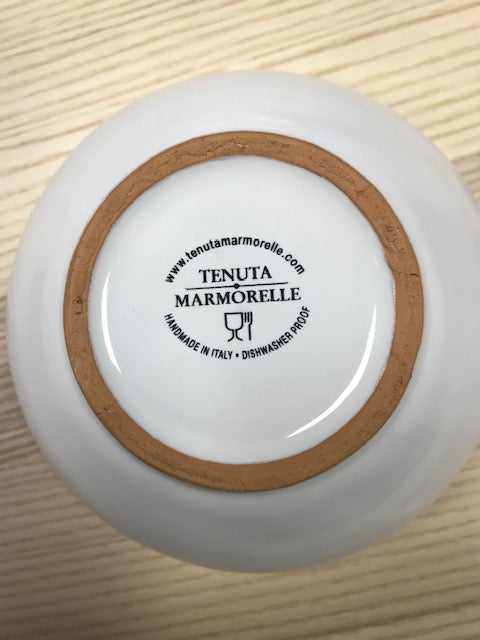 www.tenutamarmorelle.com
TENUTA
MARMORELLE
HANDMADE IN ITALY • DISHWASHER PROOF